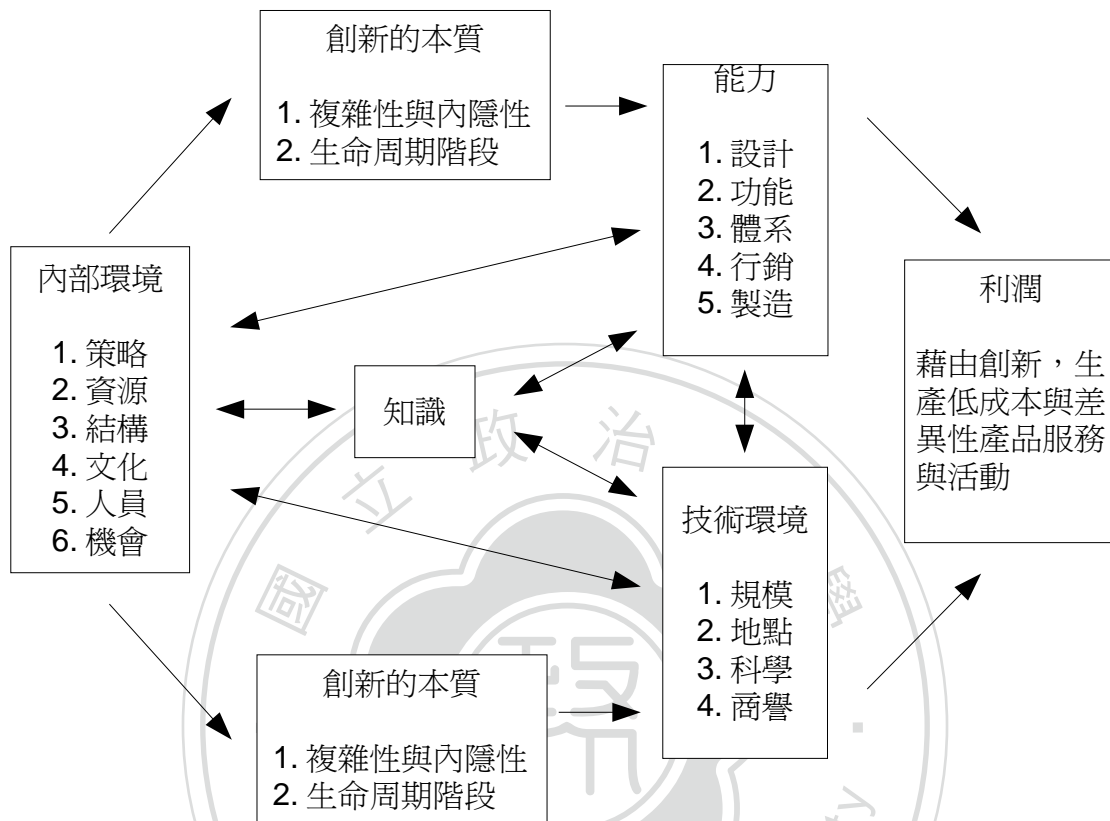 創新的本質
1. 複雜性與內隱性
2. 生命周期階段
能力
1. 設計
2. 功能
3. 體系
4. 行銷
5. 製造
內部環境
1. 策略
2. 資源
3. 結構
4. 文化
5. 人員
6. 機會
知識
利潤
藉由創新，生
產低成本與差
異性產品服務
與活動
技術環境
1. 規模
2. 地點
3. 科學
4. 商譽
創新的本質
1. 複雜性與內隱性
2. 生命周期階段
國立政治
學